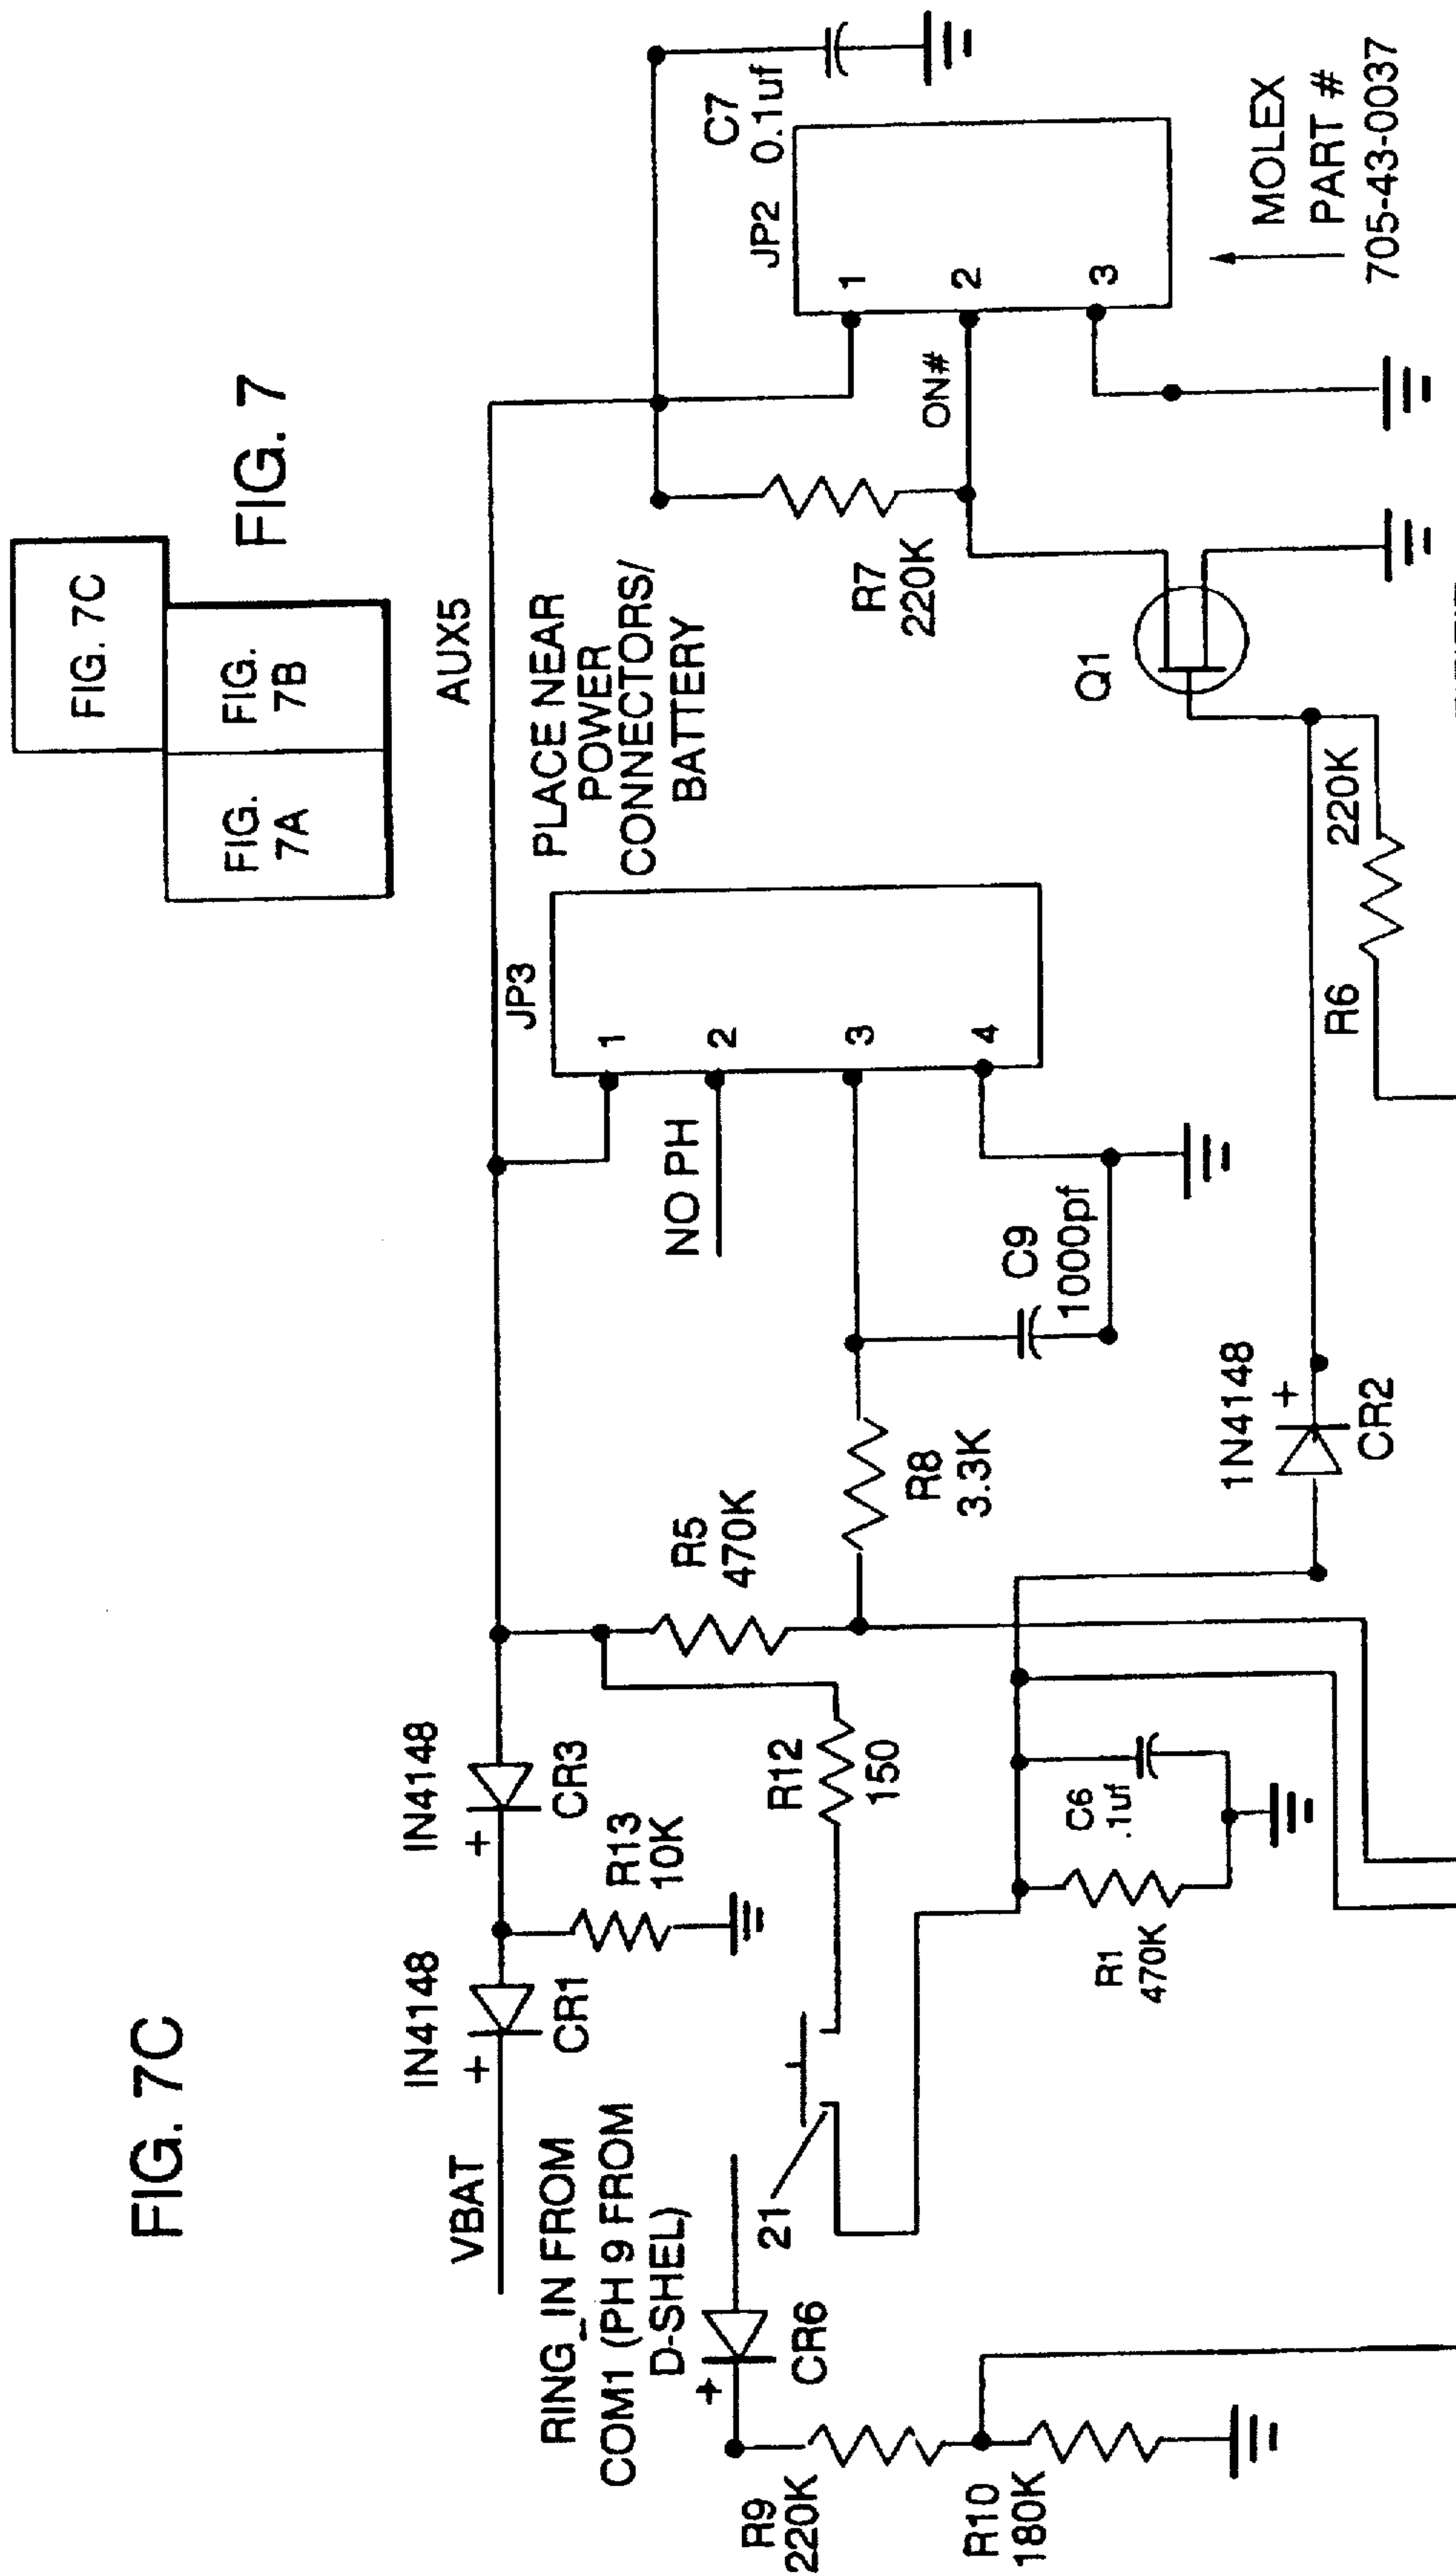 FIG. 7C
FIG. 7
FIG. 7C
FIG.
7A
FIG.
7B
VBAT
IN4148
+
CR1
IN4148
+
CR3
R13
10K
AUX5
RING_IN FROM
COM1 (PH 9 FROM
D-SHEL)
+
CR6
R9
220K
R10
180K
21
R12
150
R5
470K
R8
3.3K
R1
470K
C6
.1uf
NO PH
C9
1000pf
JP3
1
2
3
4
PLACE NEAR
POWER
CONNECTORS/
BATTERY
1N4148
+
CR2
R6
220K
Q1
R7
220K
ON#
JP2
1
2
3
C7
0.1uf
MOLEX
PART #
705-43-0037